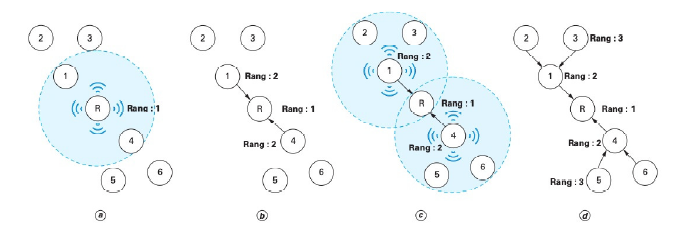 2 3
1
R Rang : 1
4
5 6
a
2 3
1 Rang : 2
R Rang : 1
Rang : 2 4
5 6
b
2 3
Rang : 2
1
R Rang : 1
4
Rang : 2
5 6
c
2 3 Rang : 3
1 Rang : 2
R Rang : 1
Rang : 2 4
Rang : 3 5 6
d